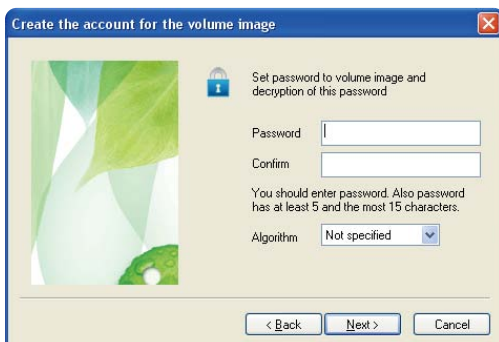 Create the account for the volume image
Set password to volume image and
decryption of this password
Password
Confirm
You should enter password. Also password
has at least 5 and the most 15 characters.
Algorithm
Not specified
< Back
Next >
Cancel